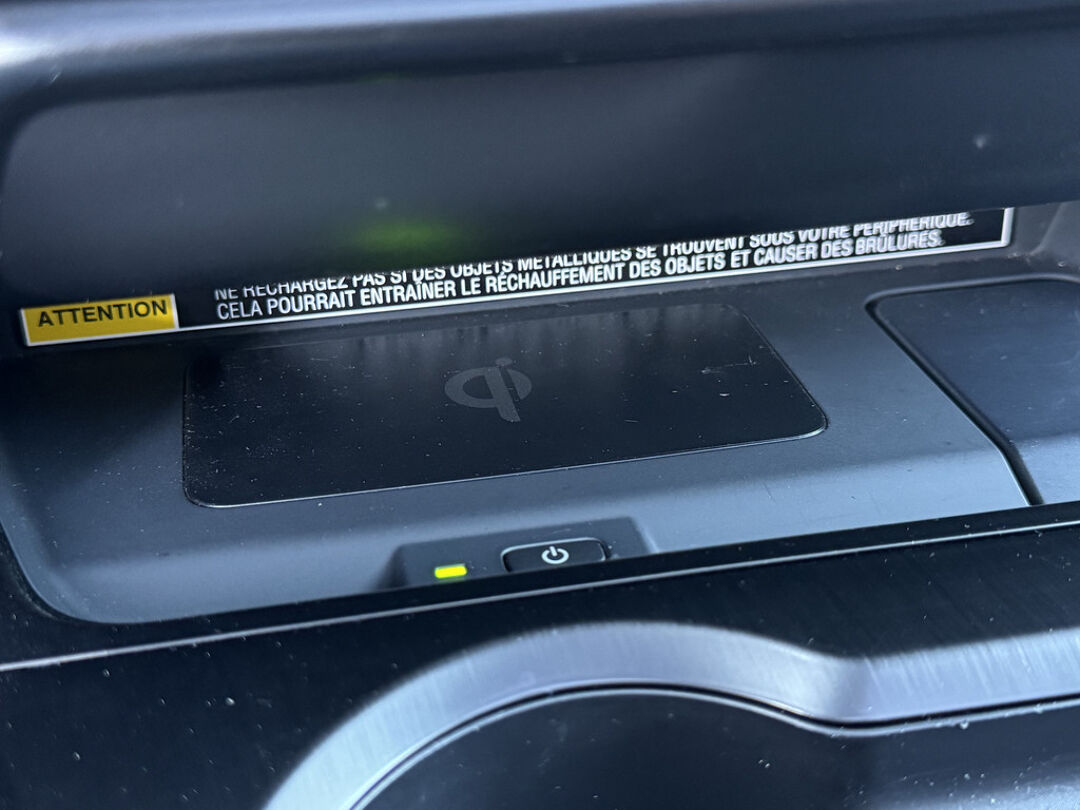 ATTENTION
NE RECHARGEZ PAS SI DES OBJETS MÉTALLIQUES SE TROUVENT SOUS VOTRE PÉRIPHÉRIQUE.
CELA POURRAIT ENTRAÎNER LE RÉCHAUFFEMENT DES OBJETS ET CAUSER DES BRÛLURES.